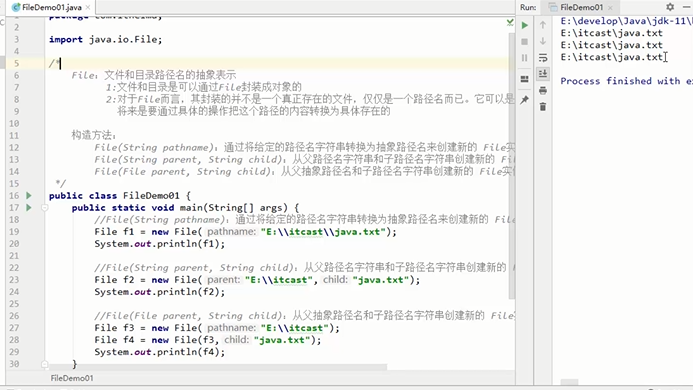 FileDemo01.java
Run:
FileDemo01
import java.io.File;
/*
File：文件和目录路径名的抽象表示
1:文件和目录是可以通过File封装成对象的
2:对于File而言，其封装的并不是一个真正存在的文件，仅仅是一个路径名而已。它可以是
将来是要通过具体的操作把这个路径的内容转换为具体存在的
构造方法：
File(String pathname)：通过将给定的路径名字符串转换为抽象路径名来创建新的 File实
File(String parent, String child)：从父路径名字符串和子路径名字符串创建新的 File
File(File parent, String child)：从父抽象路径名和子路径名字符串创建新的 File实例
*/
public class FileDemo01 {
public static void main(String[] args) {
//File(String pathname)：通过将给定的路径名字符串转换为抽象路径名来创建新的 File
File f1 = new File( pathname: "E:\\itcast\\java.txt");
System.out.println(f1);
//File(String parent, String child)：从父路径名字符串和子路径名字符串创建新的
File f2 = new File( parent: "E:\\itcast", child: "java.txt");
System.out.println(f2);
//File(File parent, String child)：从父抽象路径名和子路径名字符串创建新的 File
File f3 = new File( pathname: "E:\\itcast");
File f4 = new File(f3, child: "java.txt");
System.out.println(f4);
}
FileDemo01
E:\develop\Java\jdk-11\
E:\itcast\java.txt
E:\itcast\java.txt
E:\itcast\java.txt
Process finished with